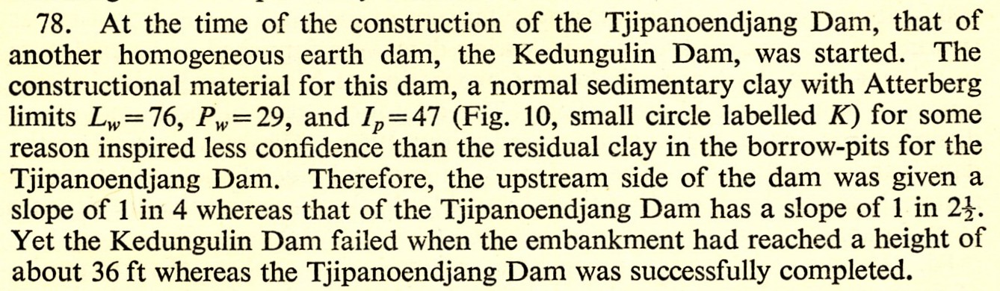 78. At the time of the construction of the Tjipanoendjang Dam, that of
another homogeneous earth dam, the Kedungulin Dam, was started. The
constructional material for this dam, a normal sedimentary clay with Atterberg
limits L_w=76, P_w=29, and I_p=47 (Fig. 10, small circle labelled K) for some
reason inspired less confidence than the residual clay in the borrow-pits for the
Tjipanoendjang Dam. Therefore, the upstream side of the dam was given a
slope of 1 in 4 whereas that of the Tjipanoendjang Dam has a slope of 1 in 2½.
Yet the Kedungulin Dam failed when the embankment had reached a height of
about 36 ft whereas the Tjipanoendjang Dam was successfully completed.